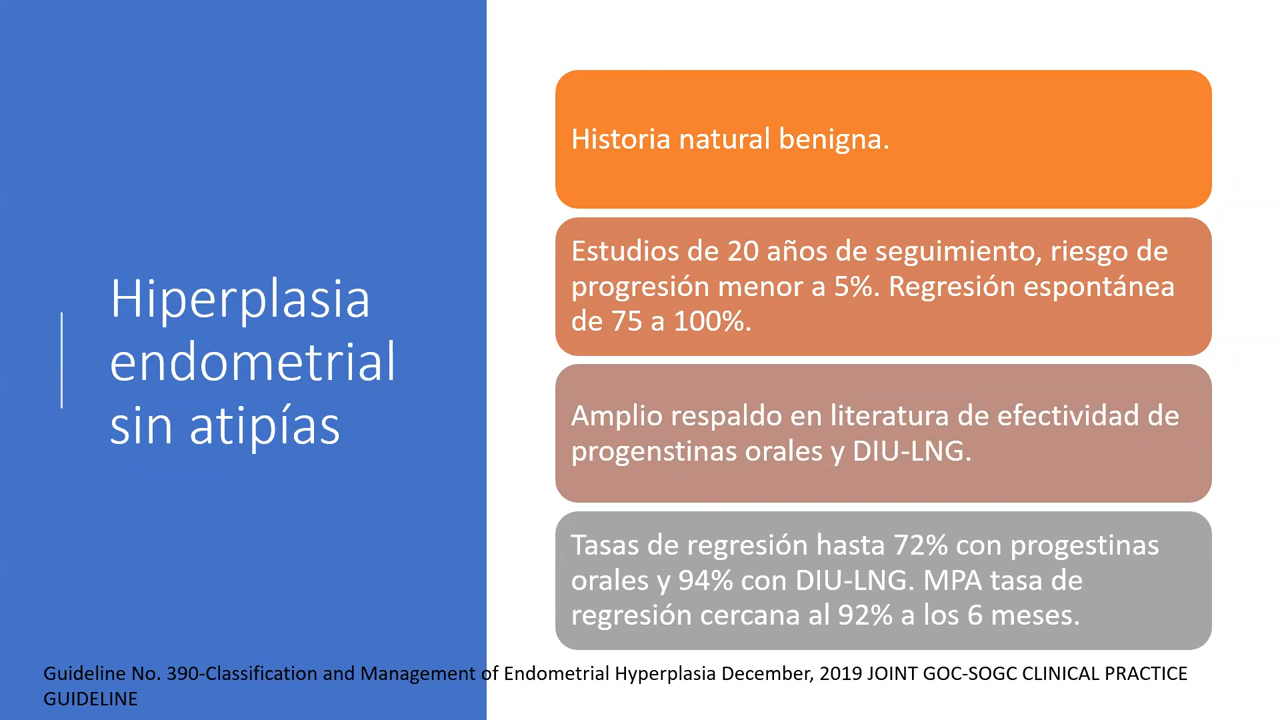 Hiperplasia
endometrial
sin atipías
Historia natural benigna.
Estudios de 20 años de seguimiento, riesgo de
progresión menor a 5%. Regresión espontánea
de 75 a 100%.
Amplio respaldo en literatura de efectividad de
progenstinas orales y DIU-LNG.
Tasas de regresión hasta 72% con progestinas
orales y 94% con DIU-LNG. MPA tasa de
regresión cercana al 92% a los 6 meses.
Guideline No. 390-Classification and Management of Endometrial Hyperplasia December, 2019 JOINT GOC-SOGC CLINICAL PRACTICE
GUIDELINE